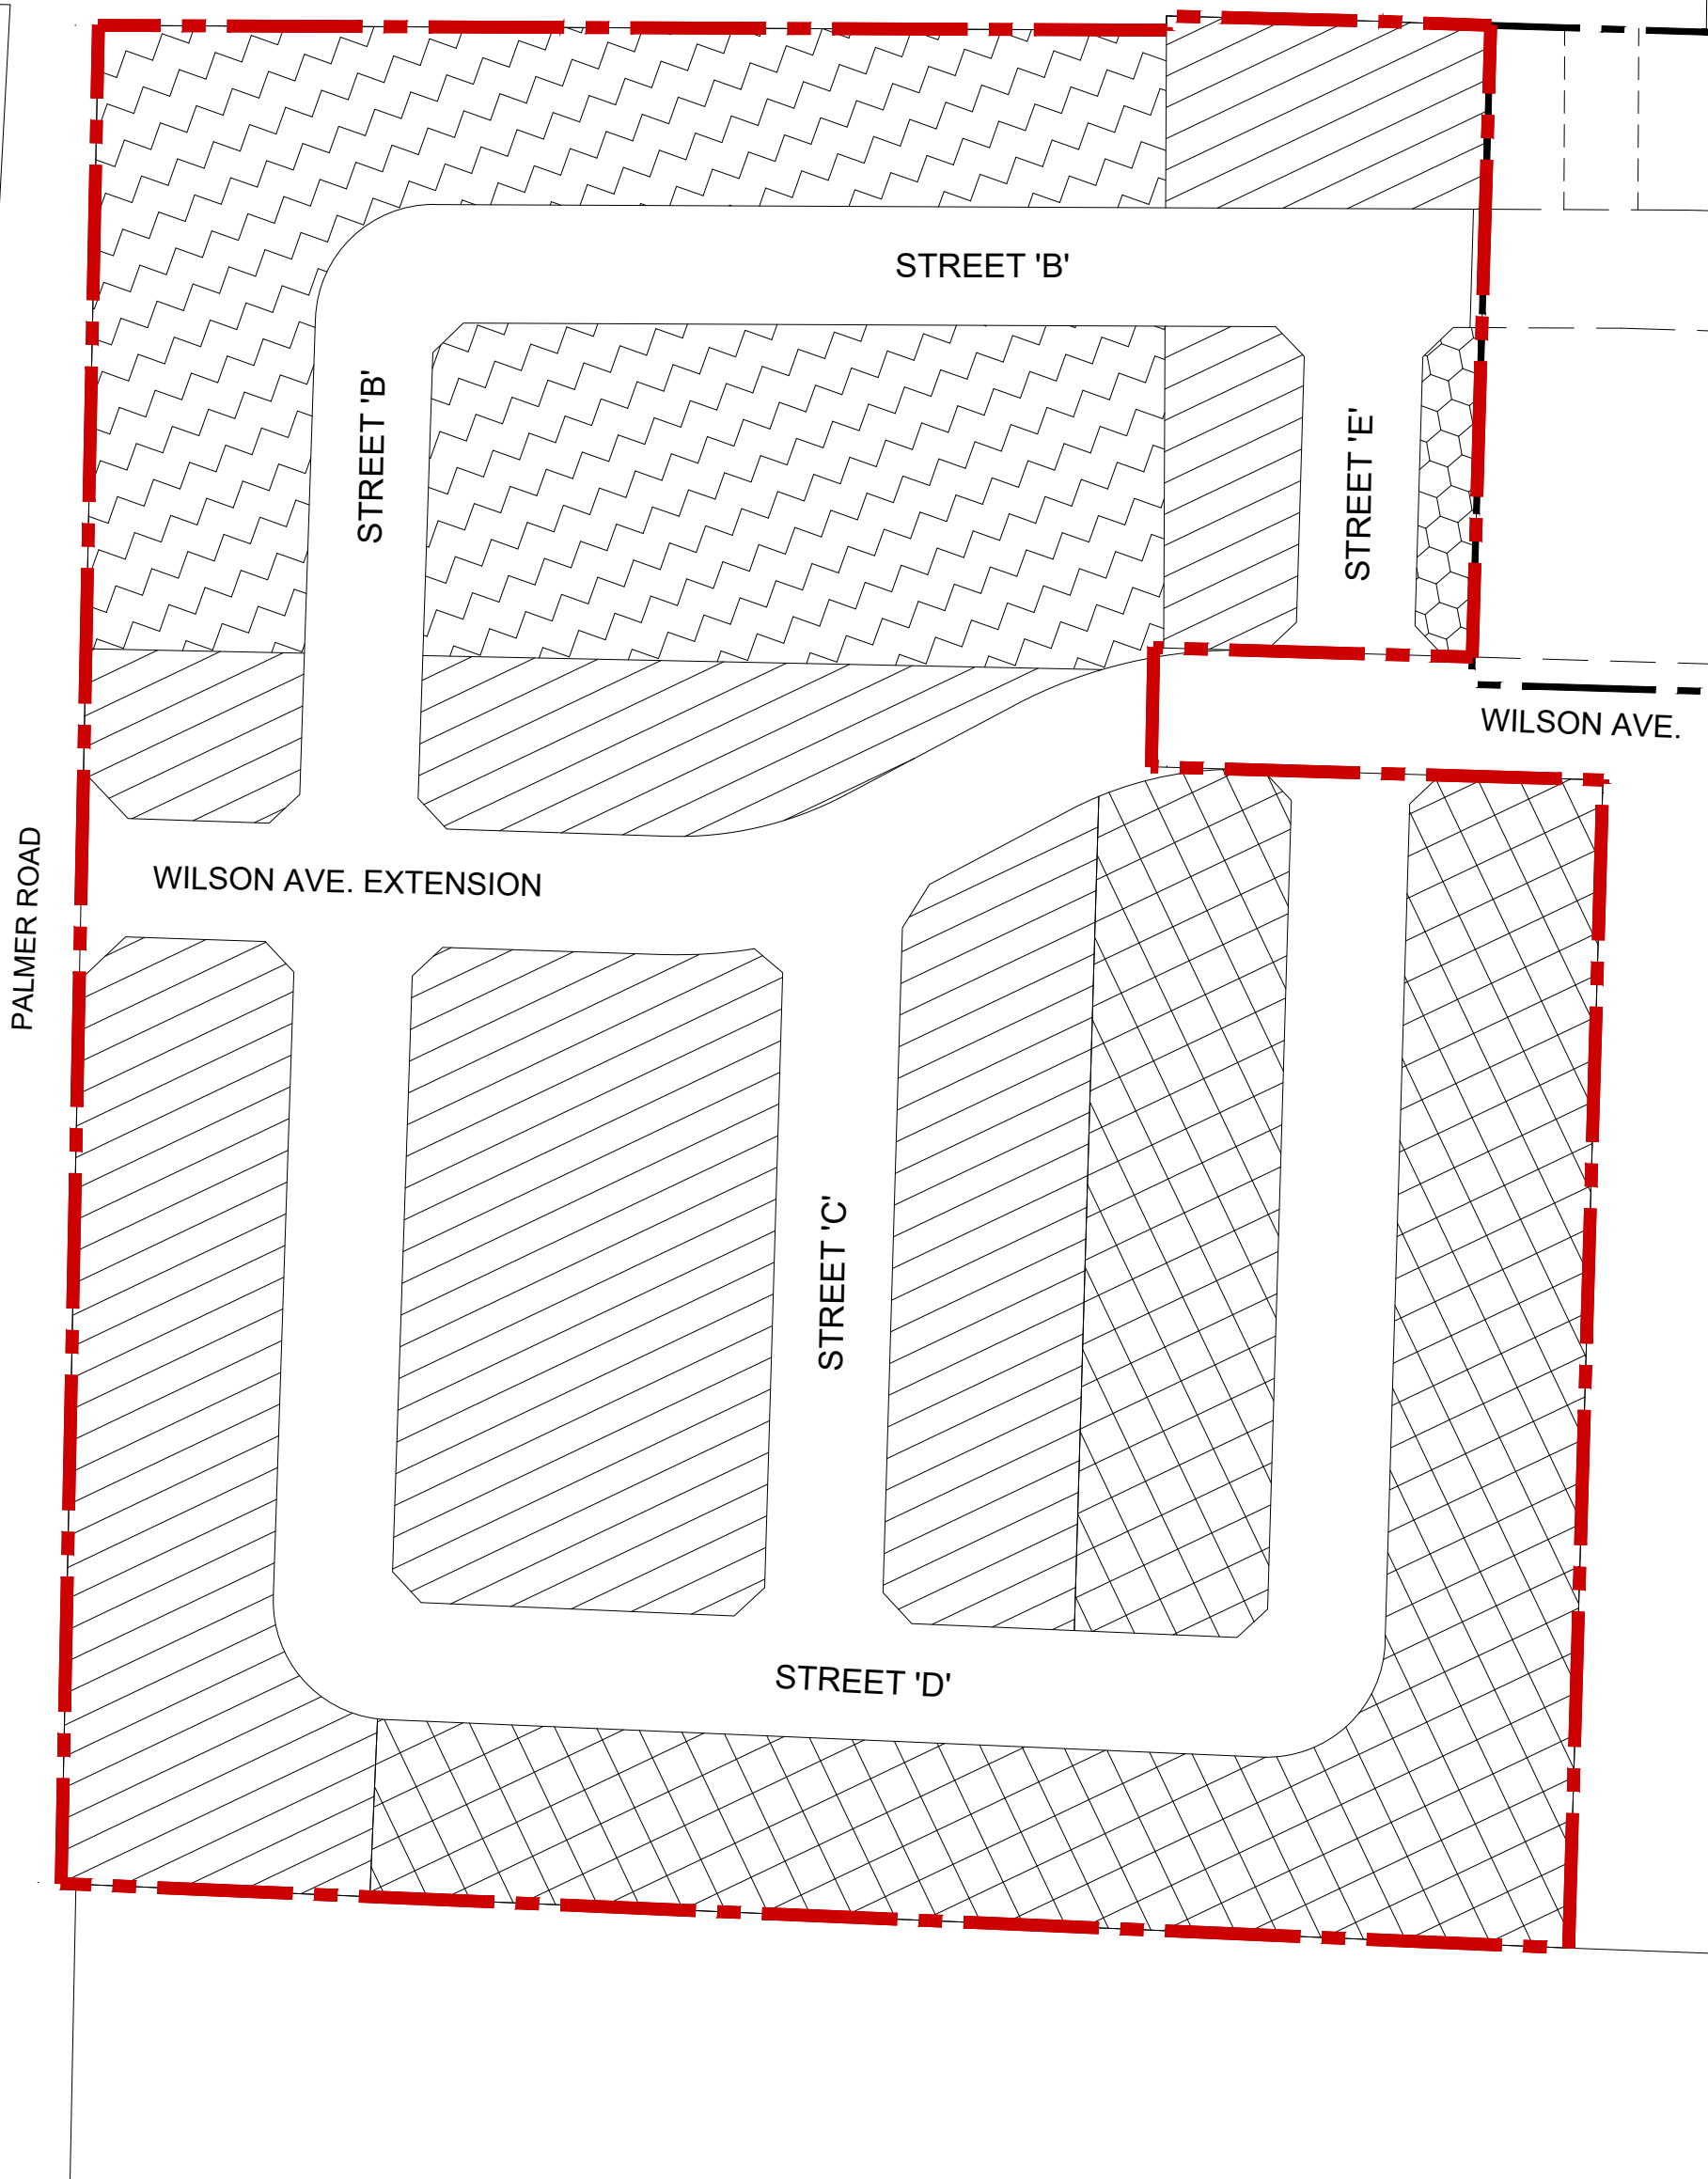 STREET 'B'
STREET 'B'
STREET 'E'
WILSON AVE.
PALMER ROAD
WILSON AVE. EXTENSION
STREET 'C'
STREET 'D'